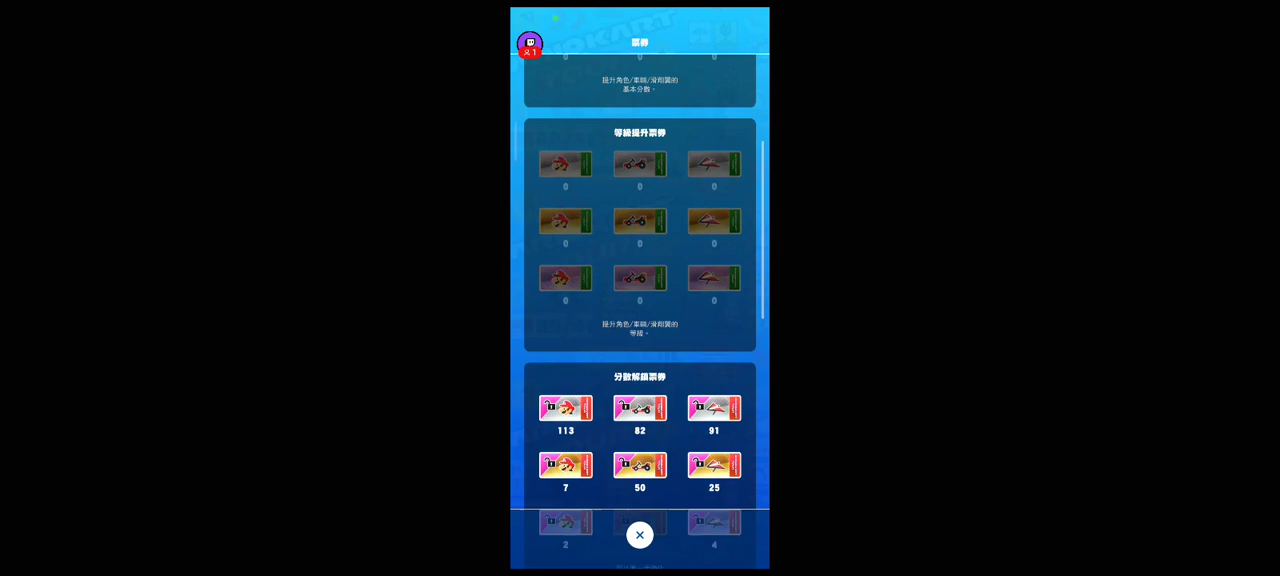 票券
1
0 0 0
提升角色/車輛/滑翔翼的
基本分數。
等級提升票券
0 0 0
0 0 0
0 0 0
提升角色/車輛/滑翔翼的
等級。
分數解鎖票券
113 82 91
7 50 25
2 4